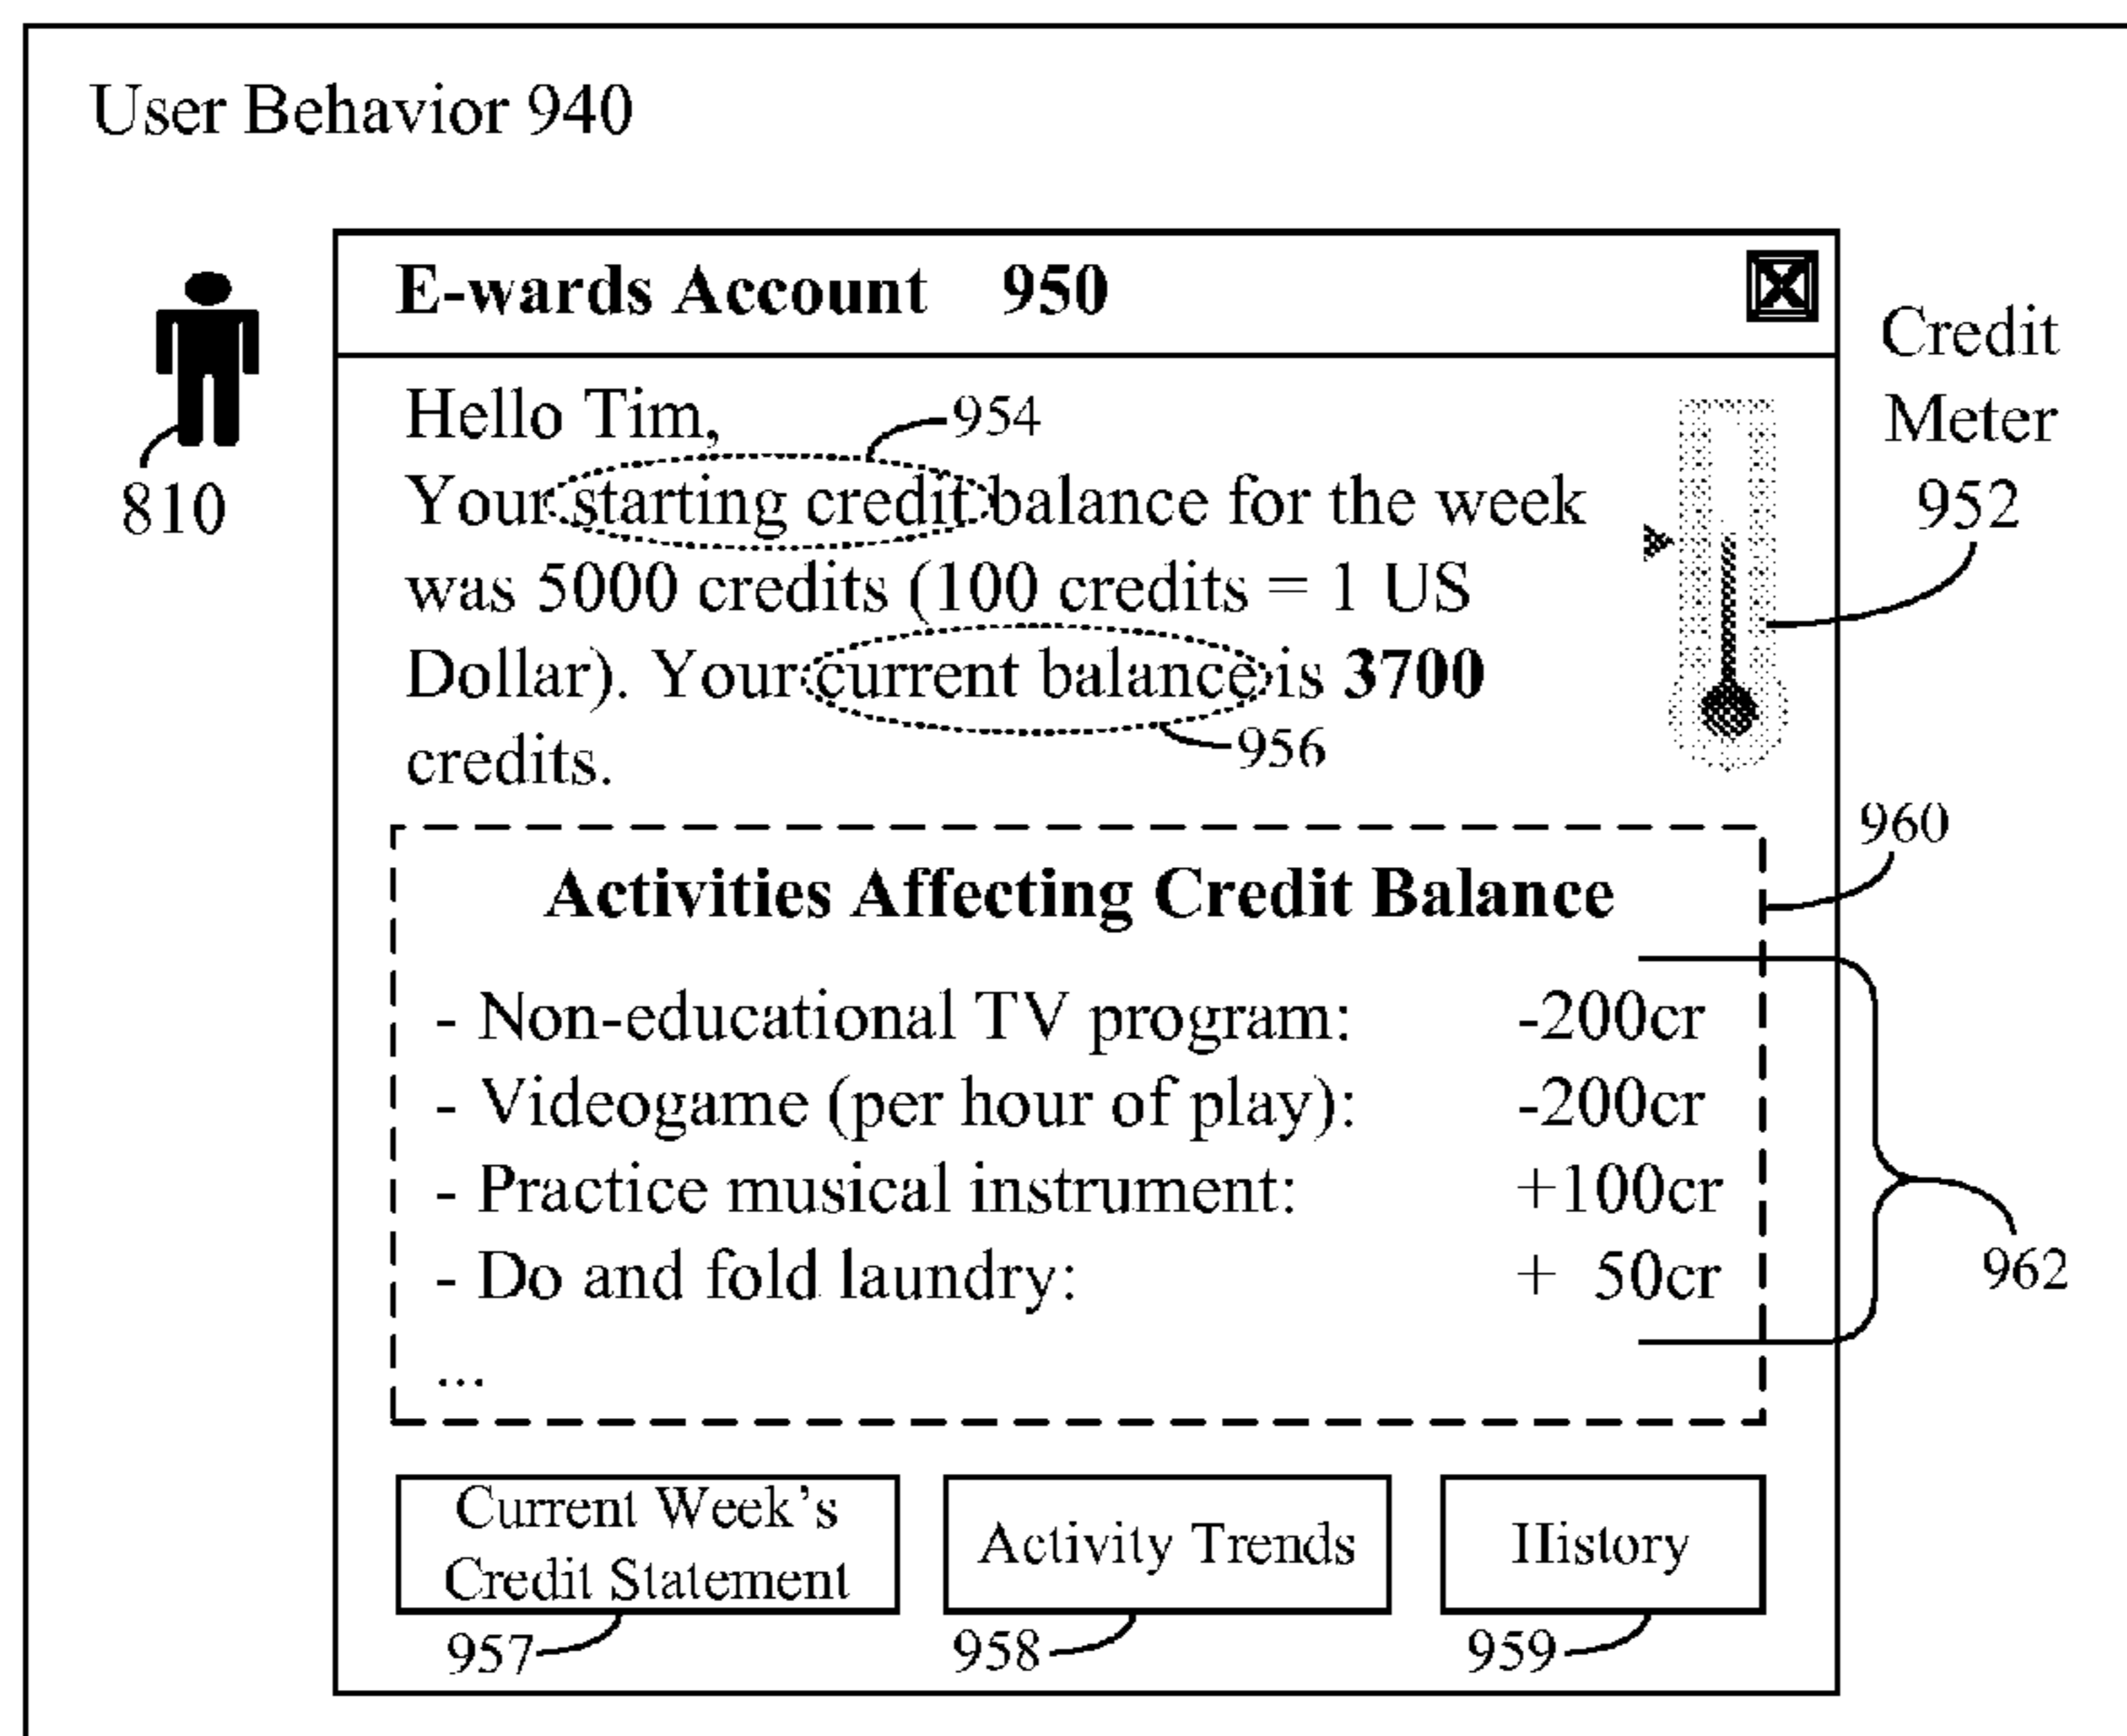 User Behavior 940
E-wards Account 950
Credit
Meter
952
810
Hello Tim,
954
Your starting credit balance for the week
was 5000 credits (100 credits = 1 US
Dollar). Your current balance is 3700
956
credits.
960
Activities Affecting Credit Balance
- Non-educational TV program: -200cr
- Videogame (per hour of play): -200cr
- Practice musical instrument: +100cr
- Do and fold laundry: + 50cr
962
...
Current Week's
Credit Statement
Activity Trends
History
957
958
959